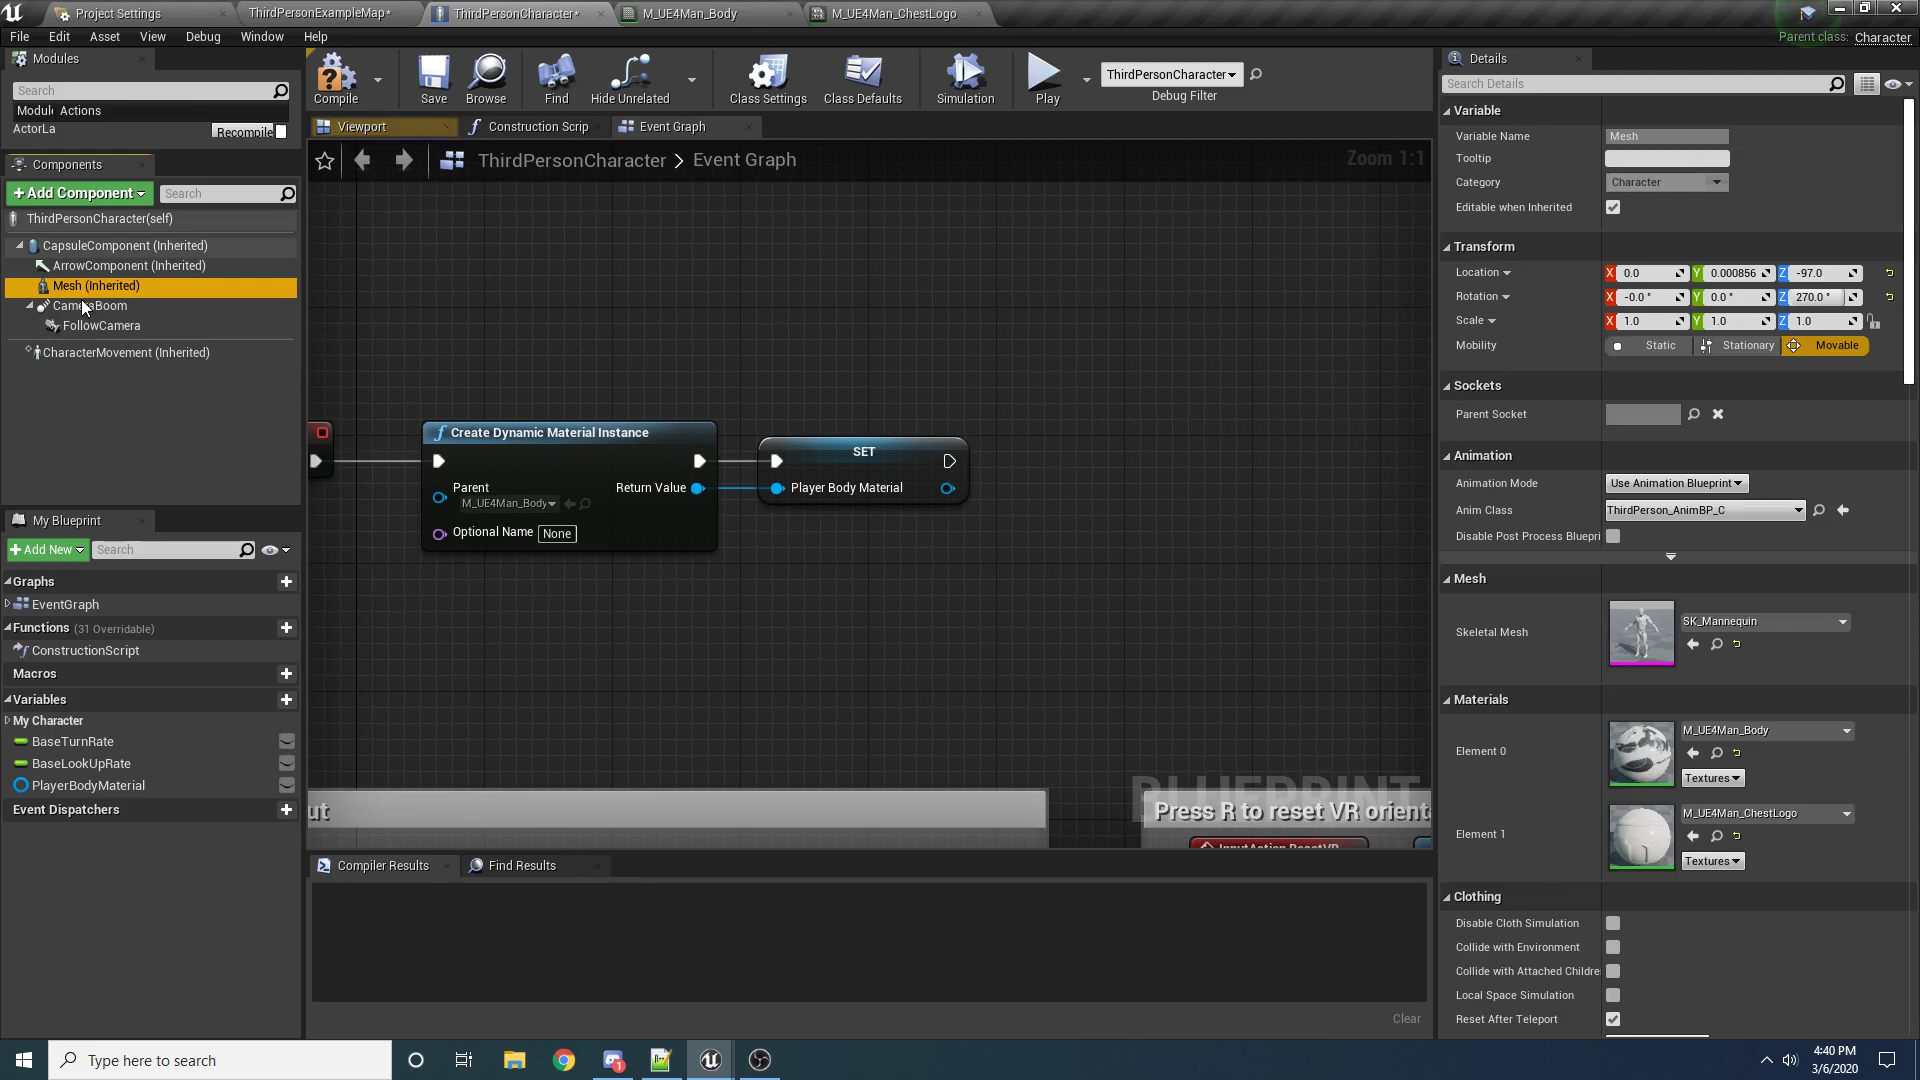 Project Settings
ThirdPersonExampleMap*
ThirdPersonCharacter*
M_UE4Man_Body
M_UE4Man_ChestLogo
File Edit Asset View Debug Window Help
Parent class: Character
Modules
Search
Module Actions
ActorLa
Recompile
Components
+Add Component
Search
ThirdPersonCharacter(self)
CapsuleComponent (Inherited)
ArrowComponent (Inherited)
Mesh (Inherited)
CameraBoom
FollowCamera
CharacterMovement (Inherited)
Compile
Save
Browse
Find
Hide Unrelated
Class Settings
Class Defaults
Simulation
Play
ThirdPersonCharacter
Debug Filter
Viewport
Construction Scrip
Event Graph
ThirdPersonCharacter > Event Graph
Zoom 1:1
Create Dynamic Material Instance
Parent
M_UE4Man_Body
Return Value
Optional Name None
SET
Player Body Material
BLUEPRINT
ut
Press R to reset VR orient
InputAction ResetVR
My Blueprint
+Add New
Search
Graphs
EventGraph
Functions (31 Overridable)
ConstructionScript
Macros
Variables
My Character
BaseTurnRate
BaseLookUpRate
PlayerBodyMaterial
Event Dispatchers
Compiler Results
Find Results
Clear
Details
Search Details
Variable
Variable Name Mesh
Tooltip
Category Character
Editable when Inherited
Transform
Location X 0.0 Y 0.000856 Z -97.0
Rotation X -0.0 ° Y 0.0 ° Z 270.0 °
Scale X 1.0 Y 1.0 Z 1.0
Mobility Static Stationary Movable
Sockets
Parent Socket
Animation
Animation Mode Use Animation Blueprint
Anim Class ThirdPerson_AnimBP_C
Disable Post Process Bluepri
Mesh
Skeletal Mesh
SK_Mannequin
Materials
Element 0
M_UE4Man_Body
Textures
Element 1
M_UE4Man_ChestLogo
Textures
Clothing
Disable Cloth Simulation
Collide with Environment
Collide with Attached Childre
Local Space Simulation
Reset After Teleport
Type here to search
4:40 PM
3/6/2020